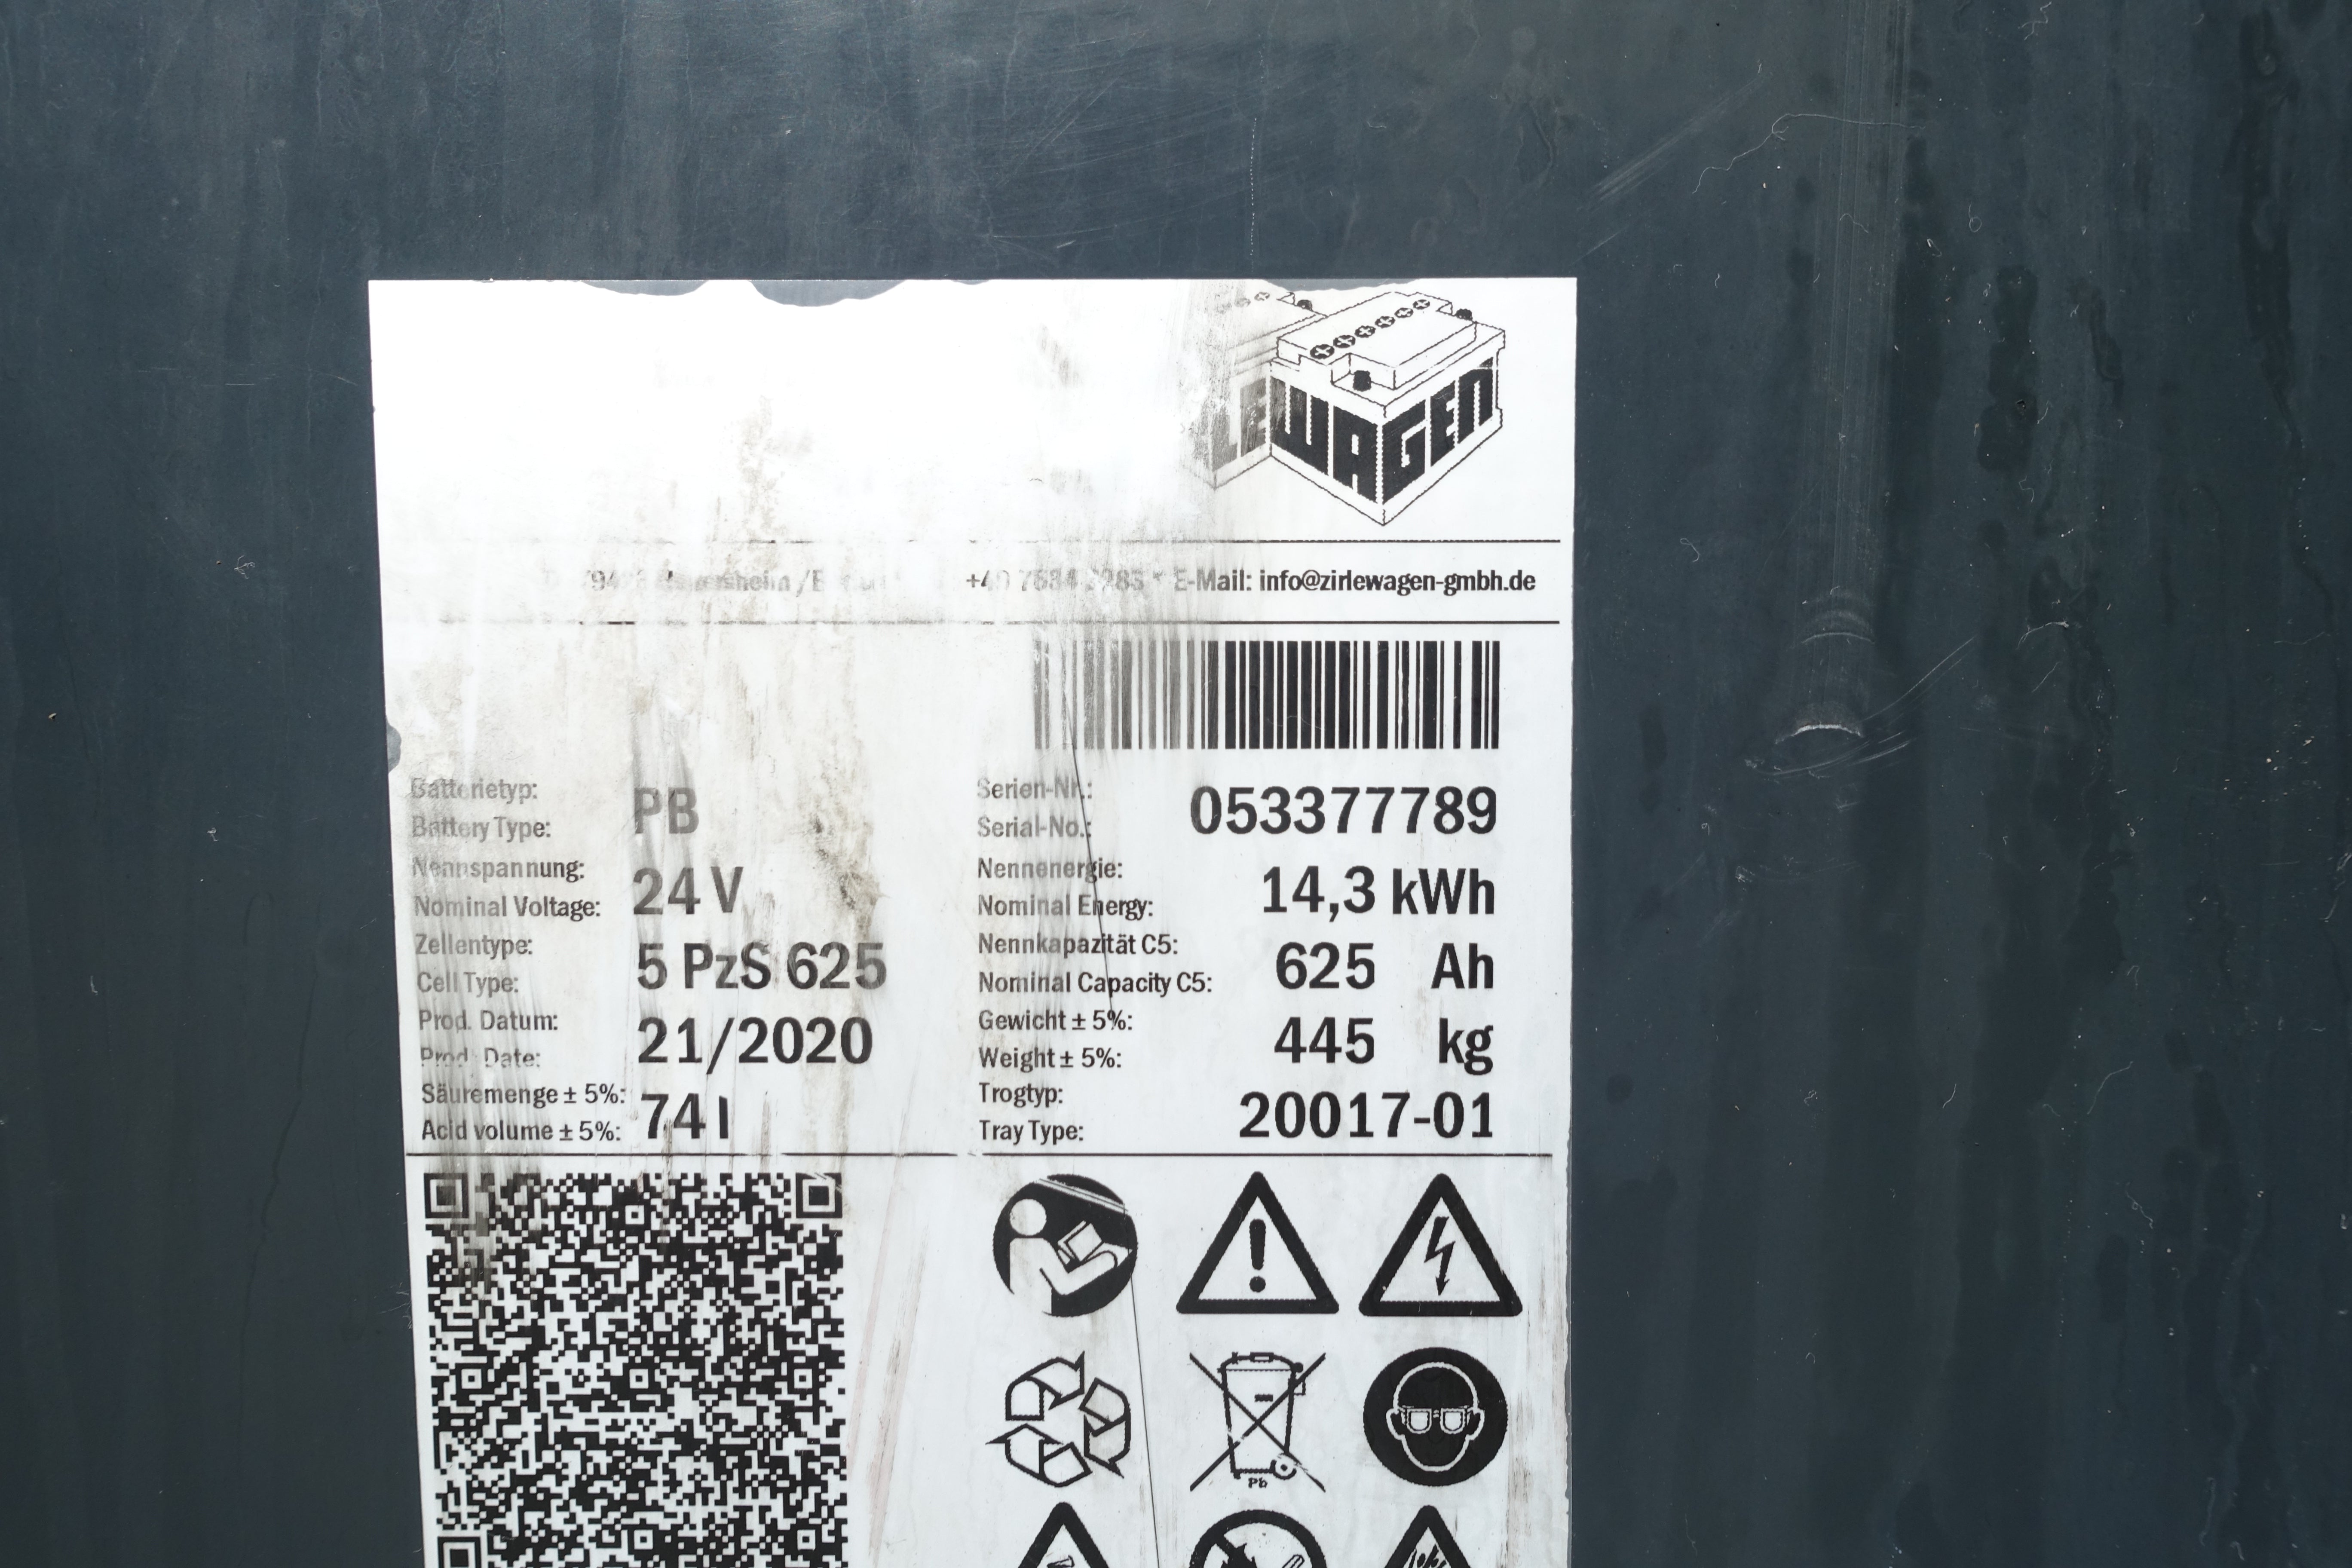 LEWAGEN
E-Mail: info@zirlewagen-gmbh.de
Batterietyp:
Battery Type:
PB
Serien-Nr.:
Serial-No.:
053377789
Nennspannung:
Nominal Voltage:
24 V
Nennenergie:
Nominal Energy:
14,3 kWh
Zellentype:
Cell Type:
5 PzS 625
Nennkapazität C5:
Nominal Capacity C5:
625 Ah
Prod. Datum:
Prod. Date:
21/2020
Gewicht ± 5%:
Weight ± 5%:
445 kg
Säuremenge ± 5%:
Acid volume ± 5%:
74 l
Trogtyp:
Tray Type:
20017-01
Pb